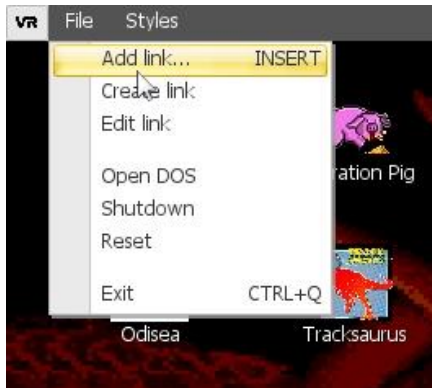 VR File Styles
Add link... INSERT
Create link
Edit link
ration Pig
Open DOS
Shutdown
Reset
Exit CTRL+Q
Odisea Tracksaurus